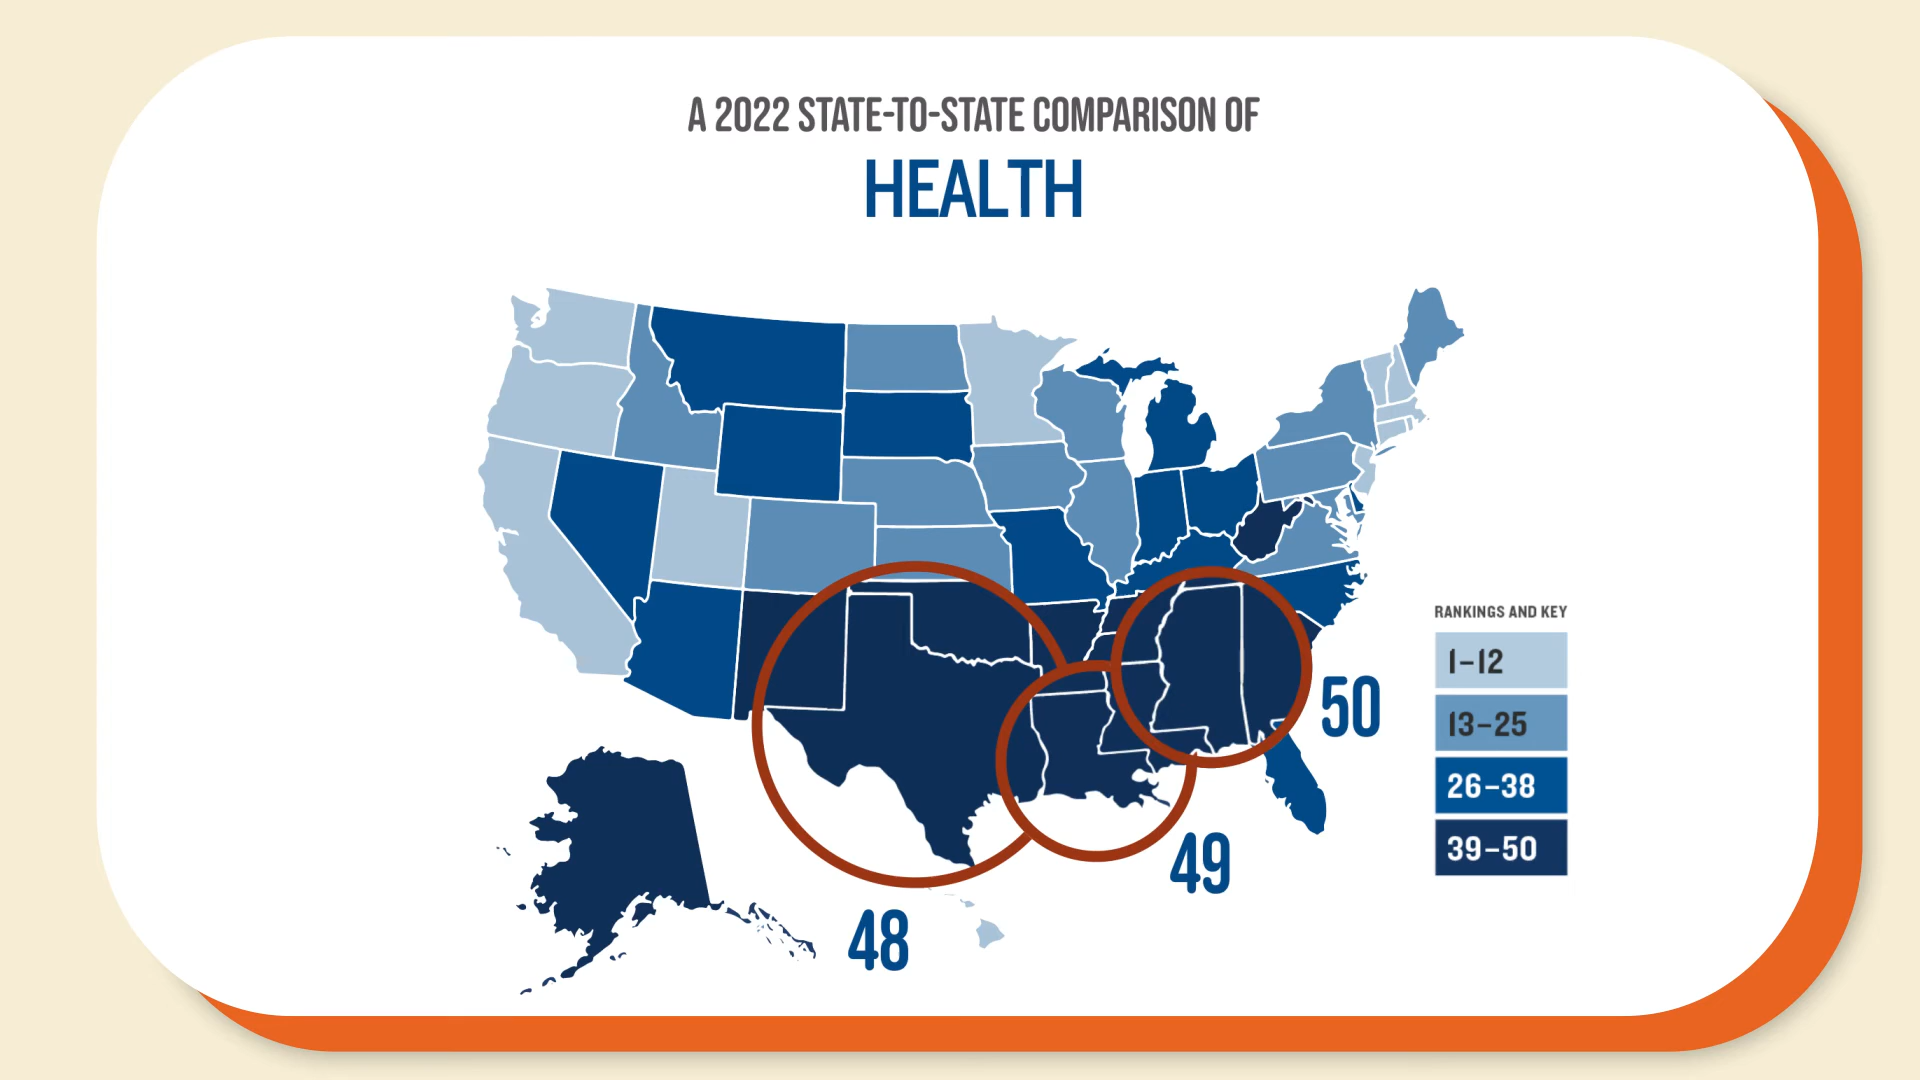 A 2022 STATE-TO-STATE COMPARISON OF
HEALTH
RANKINGS AND KEY
1-12
13-25
26-38
39-50
50
49
48